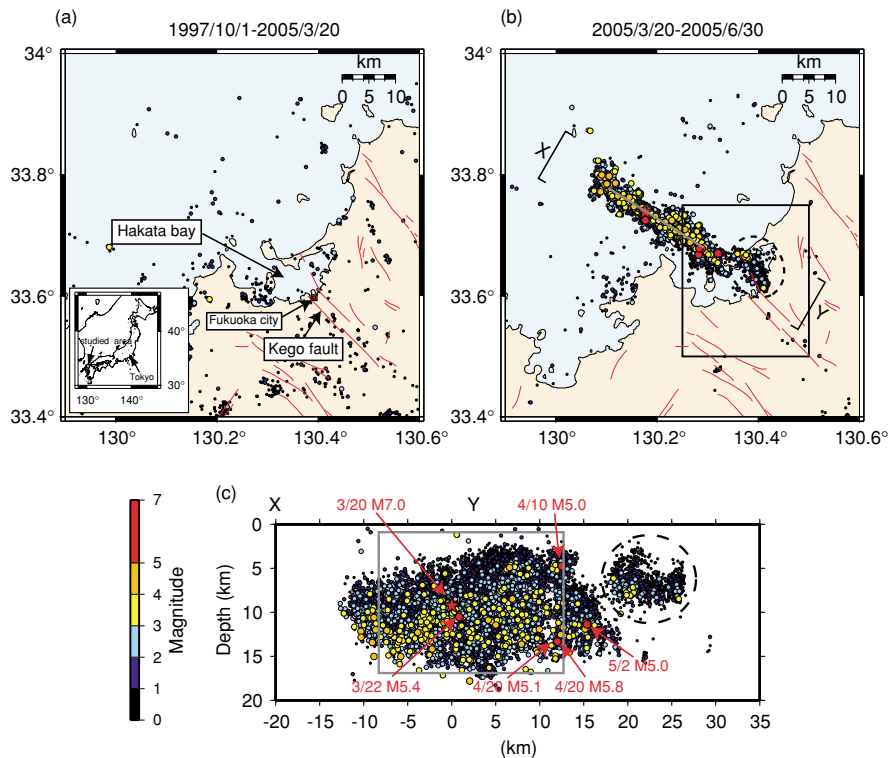 (a)
1997/10/1-2005/3/20
(b)
2005/3/20-2005/6/30
km
0 5 10
km
0 5 10
34°
33.8°
33.6°
33.4°
34°
33.8°
33.6°
33.4°
Hakata bay
Fukuoka city
Kego fault
studied area
Tokyo
40°
30°
130°
140°
X
Y
130°
130.2°
130.4°
130.6°
130°
130.2°
130.4°
130.6°
(c)
X
Y
3/20 M7.0
4/10 M5.0
3/22 M5.4
4/20 M5.1
4/20 M5.8
5/2 M5.0
Magnitude
7
5
4
3
2
1
0
Depth (km)
0
5
10
15
20
-20 -15 -10 -5 0 5 10 15 20 25 30 35
(km)